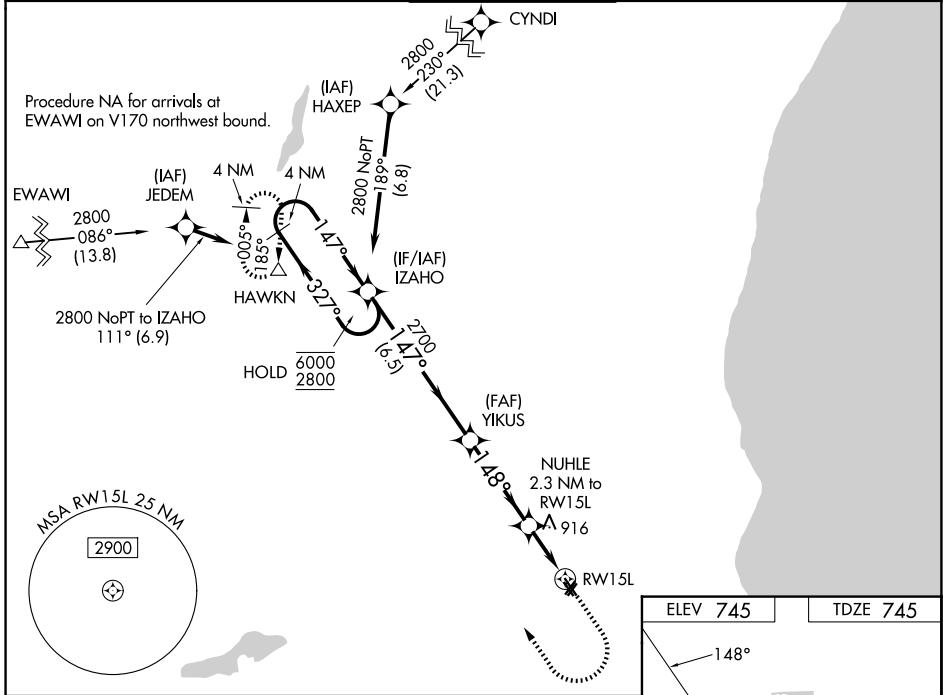 CYNDI
2800
230°
(21.3)
(IAF)
HAXEP
Procedure NA for arrivals at
EWAWI on V170 northwest bound.
2800 NoPT
189°
(6.8)
(IAF)
JEDEM
4 NM
4 NM
EWAWI
2800
086°
(13.8)
005°
185°
147°
(IF/IAF)
IZAHO
HAWKN
327°
2800 NoPT to IZAHO
111° (6.9)
HOLD
6000
2800
2700
147°
(6.5)
(FAF)
YIKUS
148°
NUHLE
2.3 NM to
RW15L
916
MSA RW15L 25 NM
2900
RW15L
ELEV 745
TDZE 745
148°